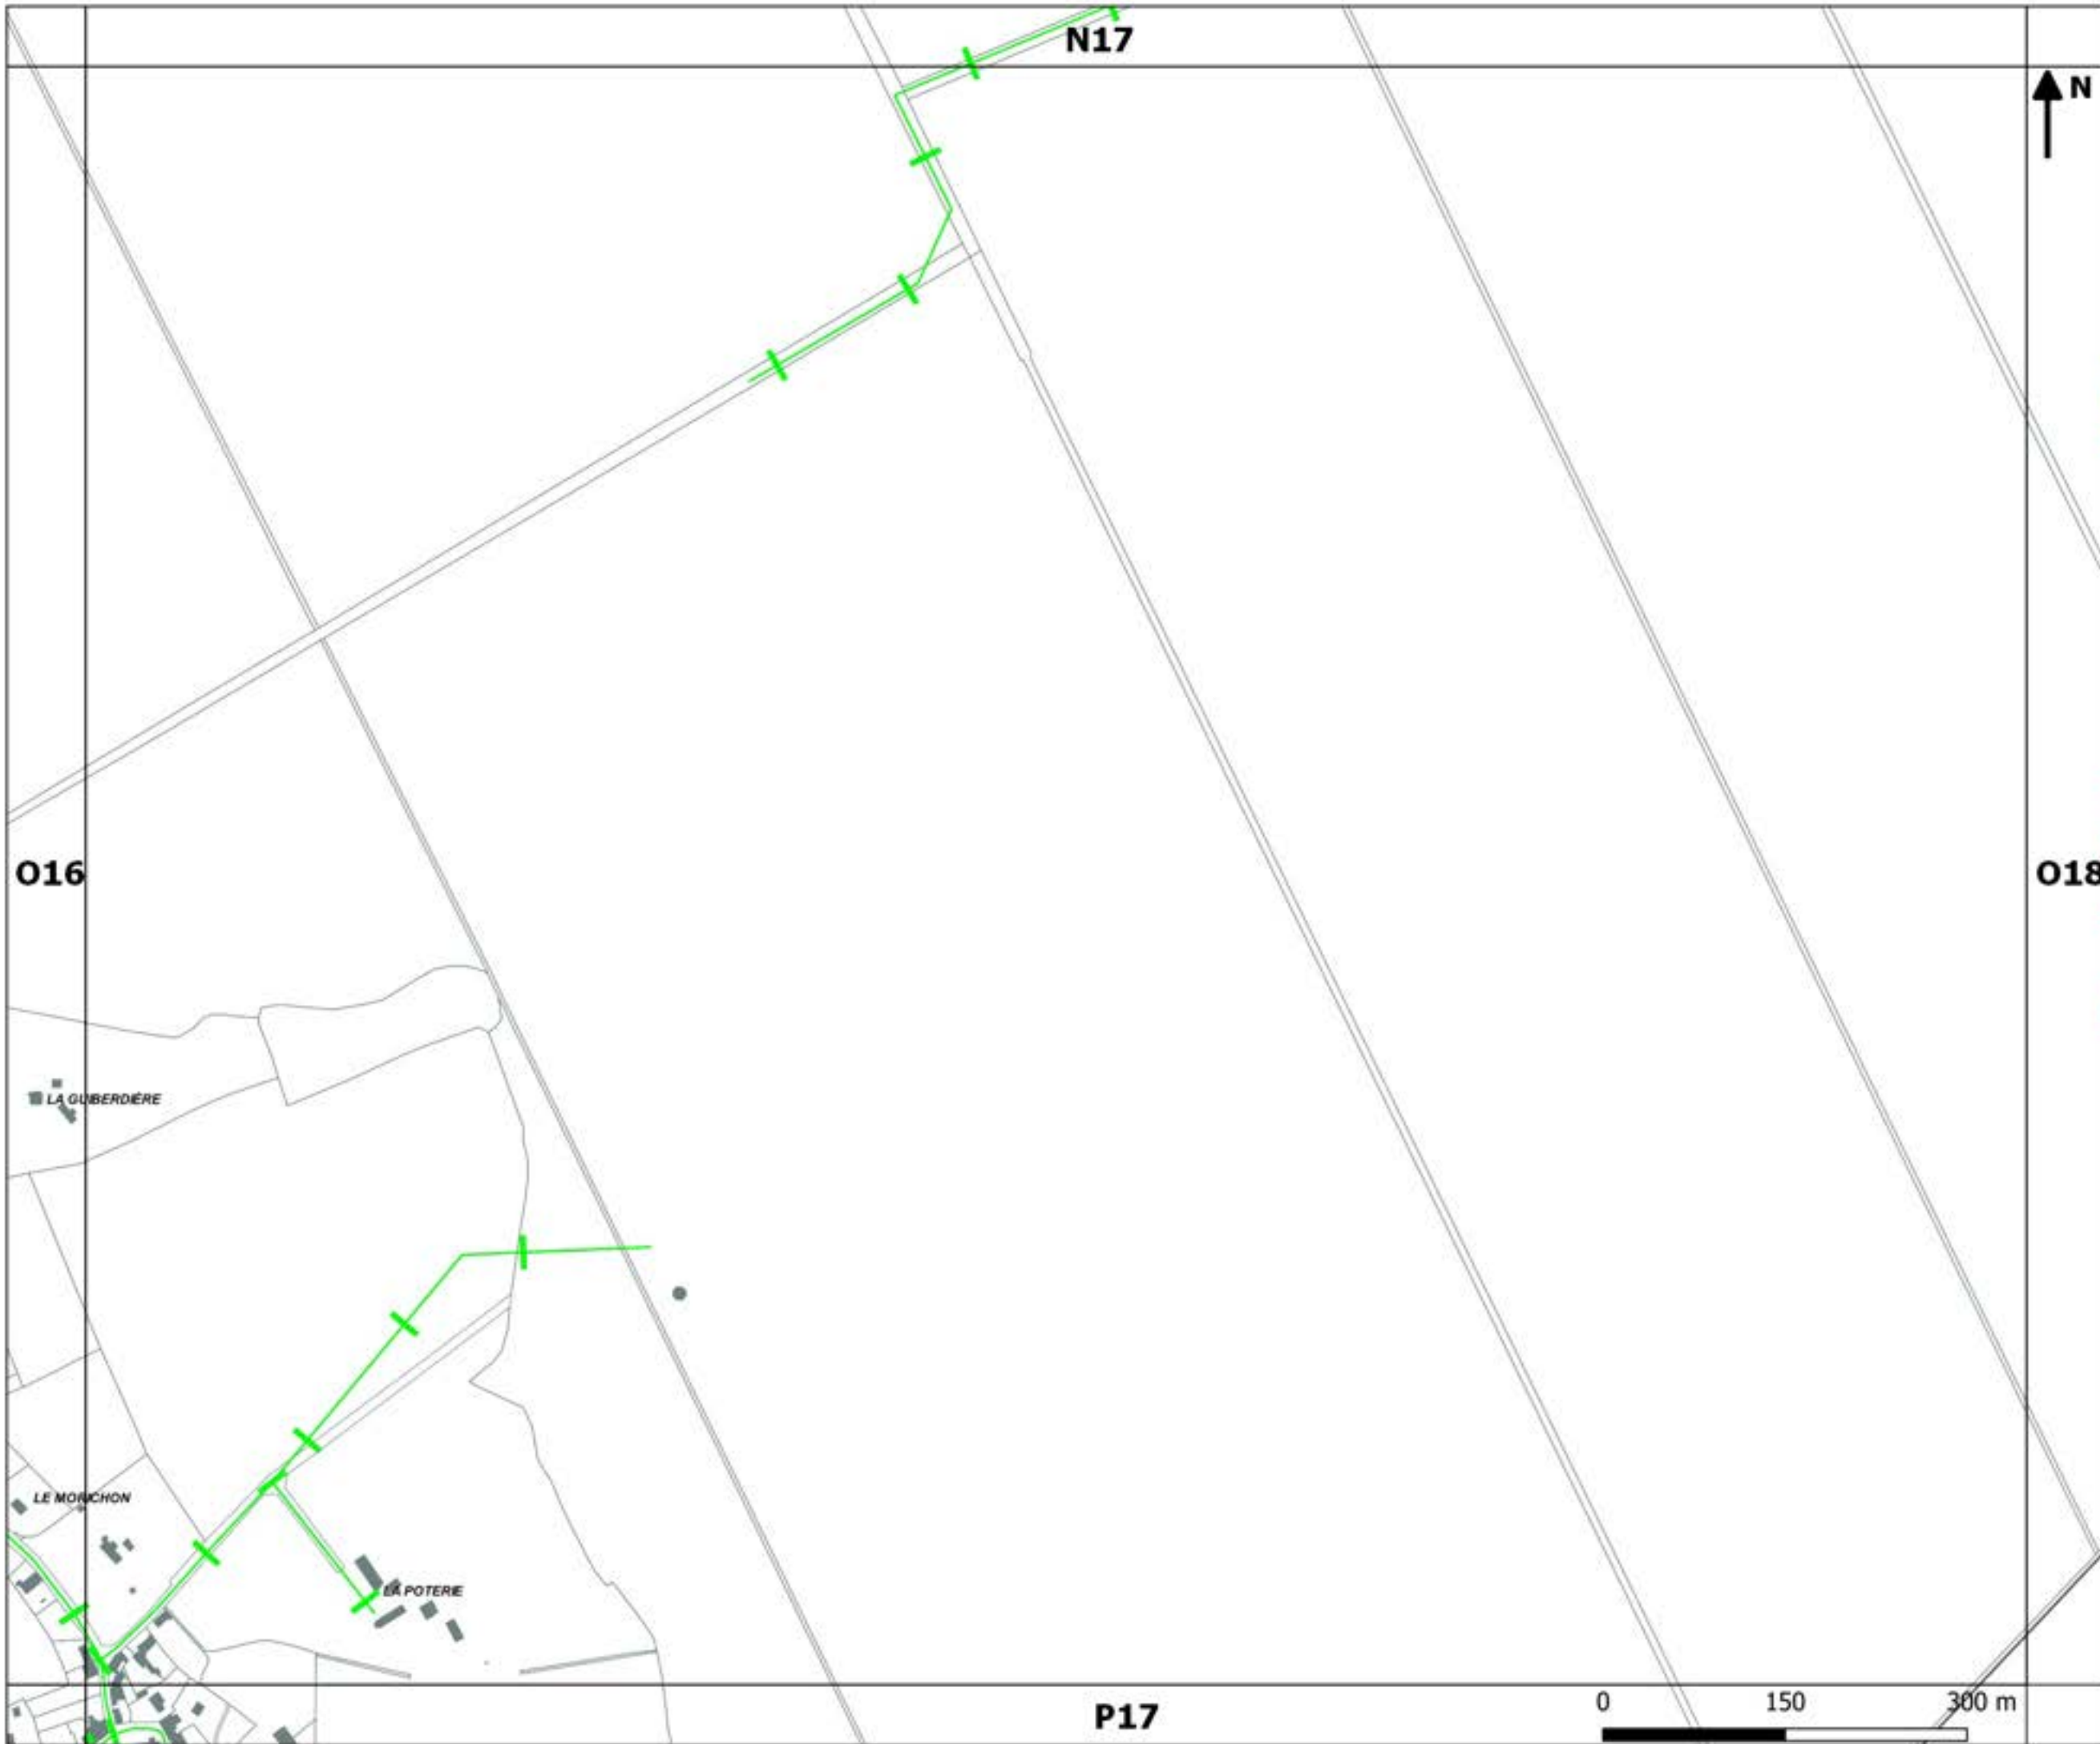 N17
N
O16
O18
LA GUIBERDIÈRE
LE MORICHON
LA POTERIE
P17
0 150 300 m